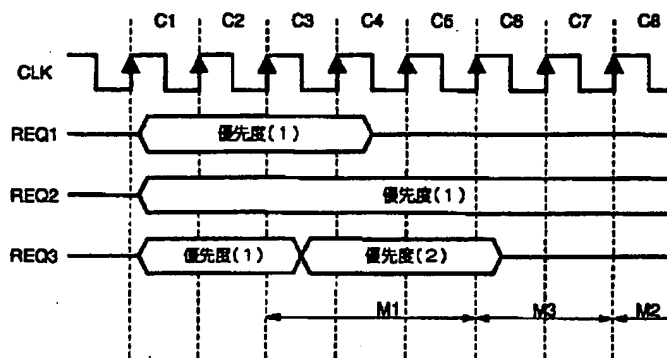 C1 C2 C3 C4 C5 C6 C7 C8
CLK
REQ1 優先度(1)
REQ2 優先度(1)
REQ3 優先度(1) 優先度(2)
M1 M3 M2